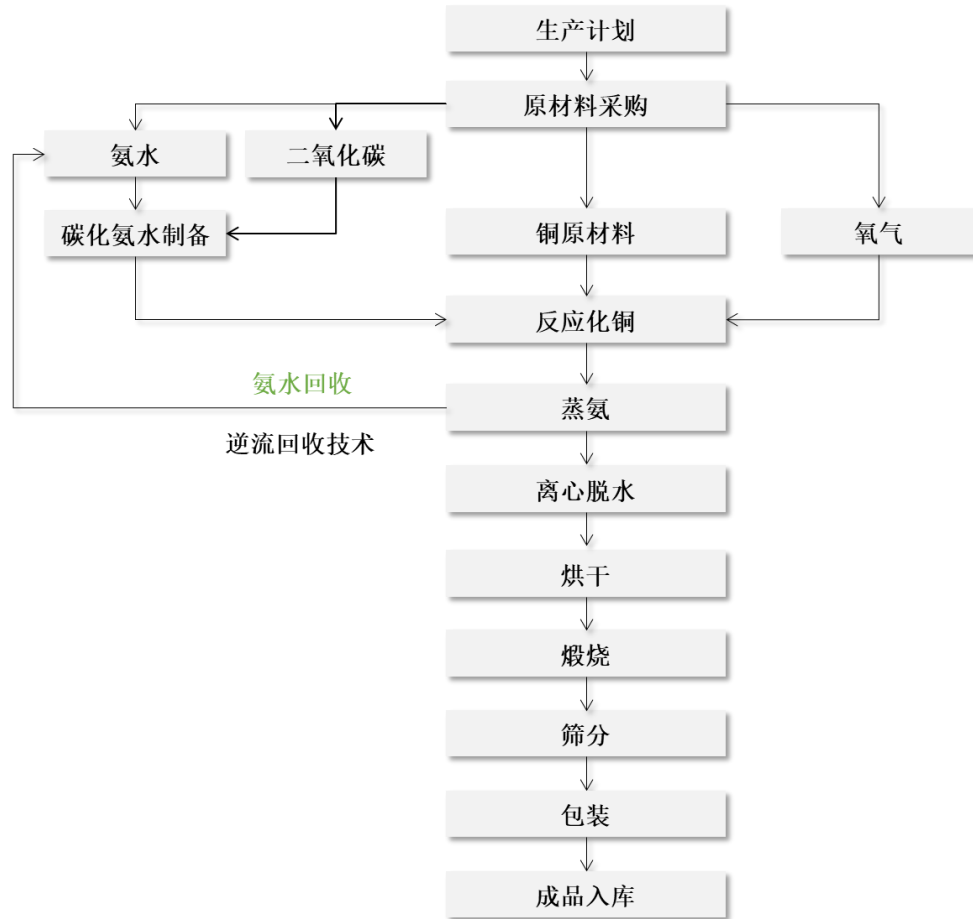 生产计划
原材料采购
氨水
二氧化碳
碳化氨水制备
铜原材料
氧气
反应化铜
氨水回收
蒸氨
逆流回收技术
离心脱水
烘干
煅烧
筛分
包装
成品入库